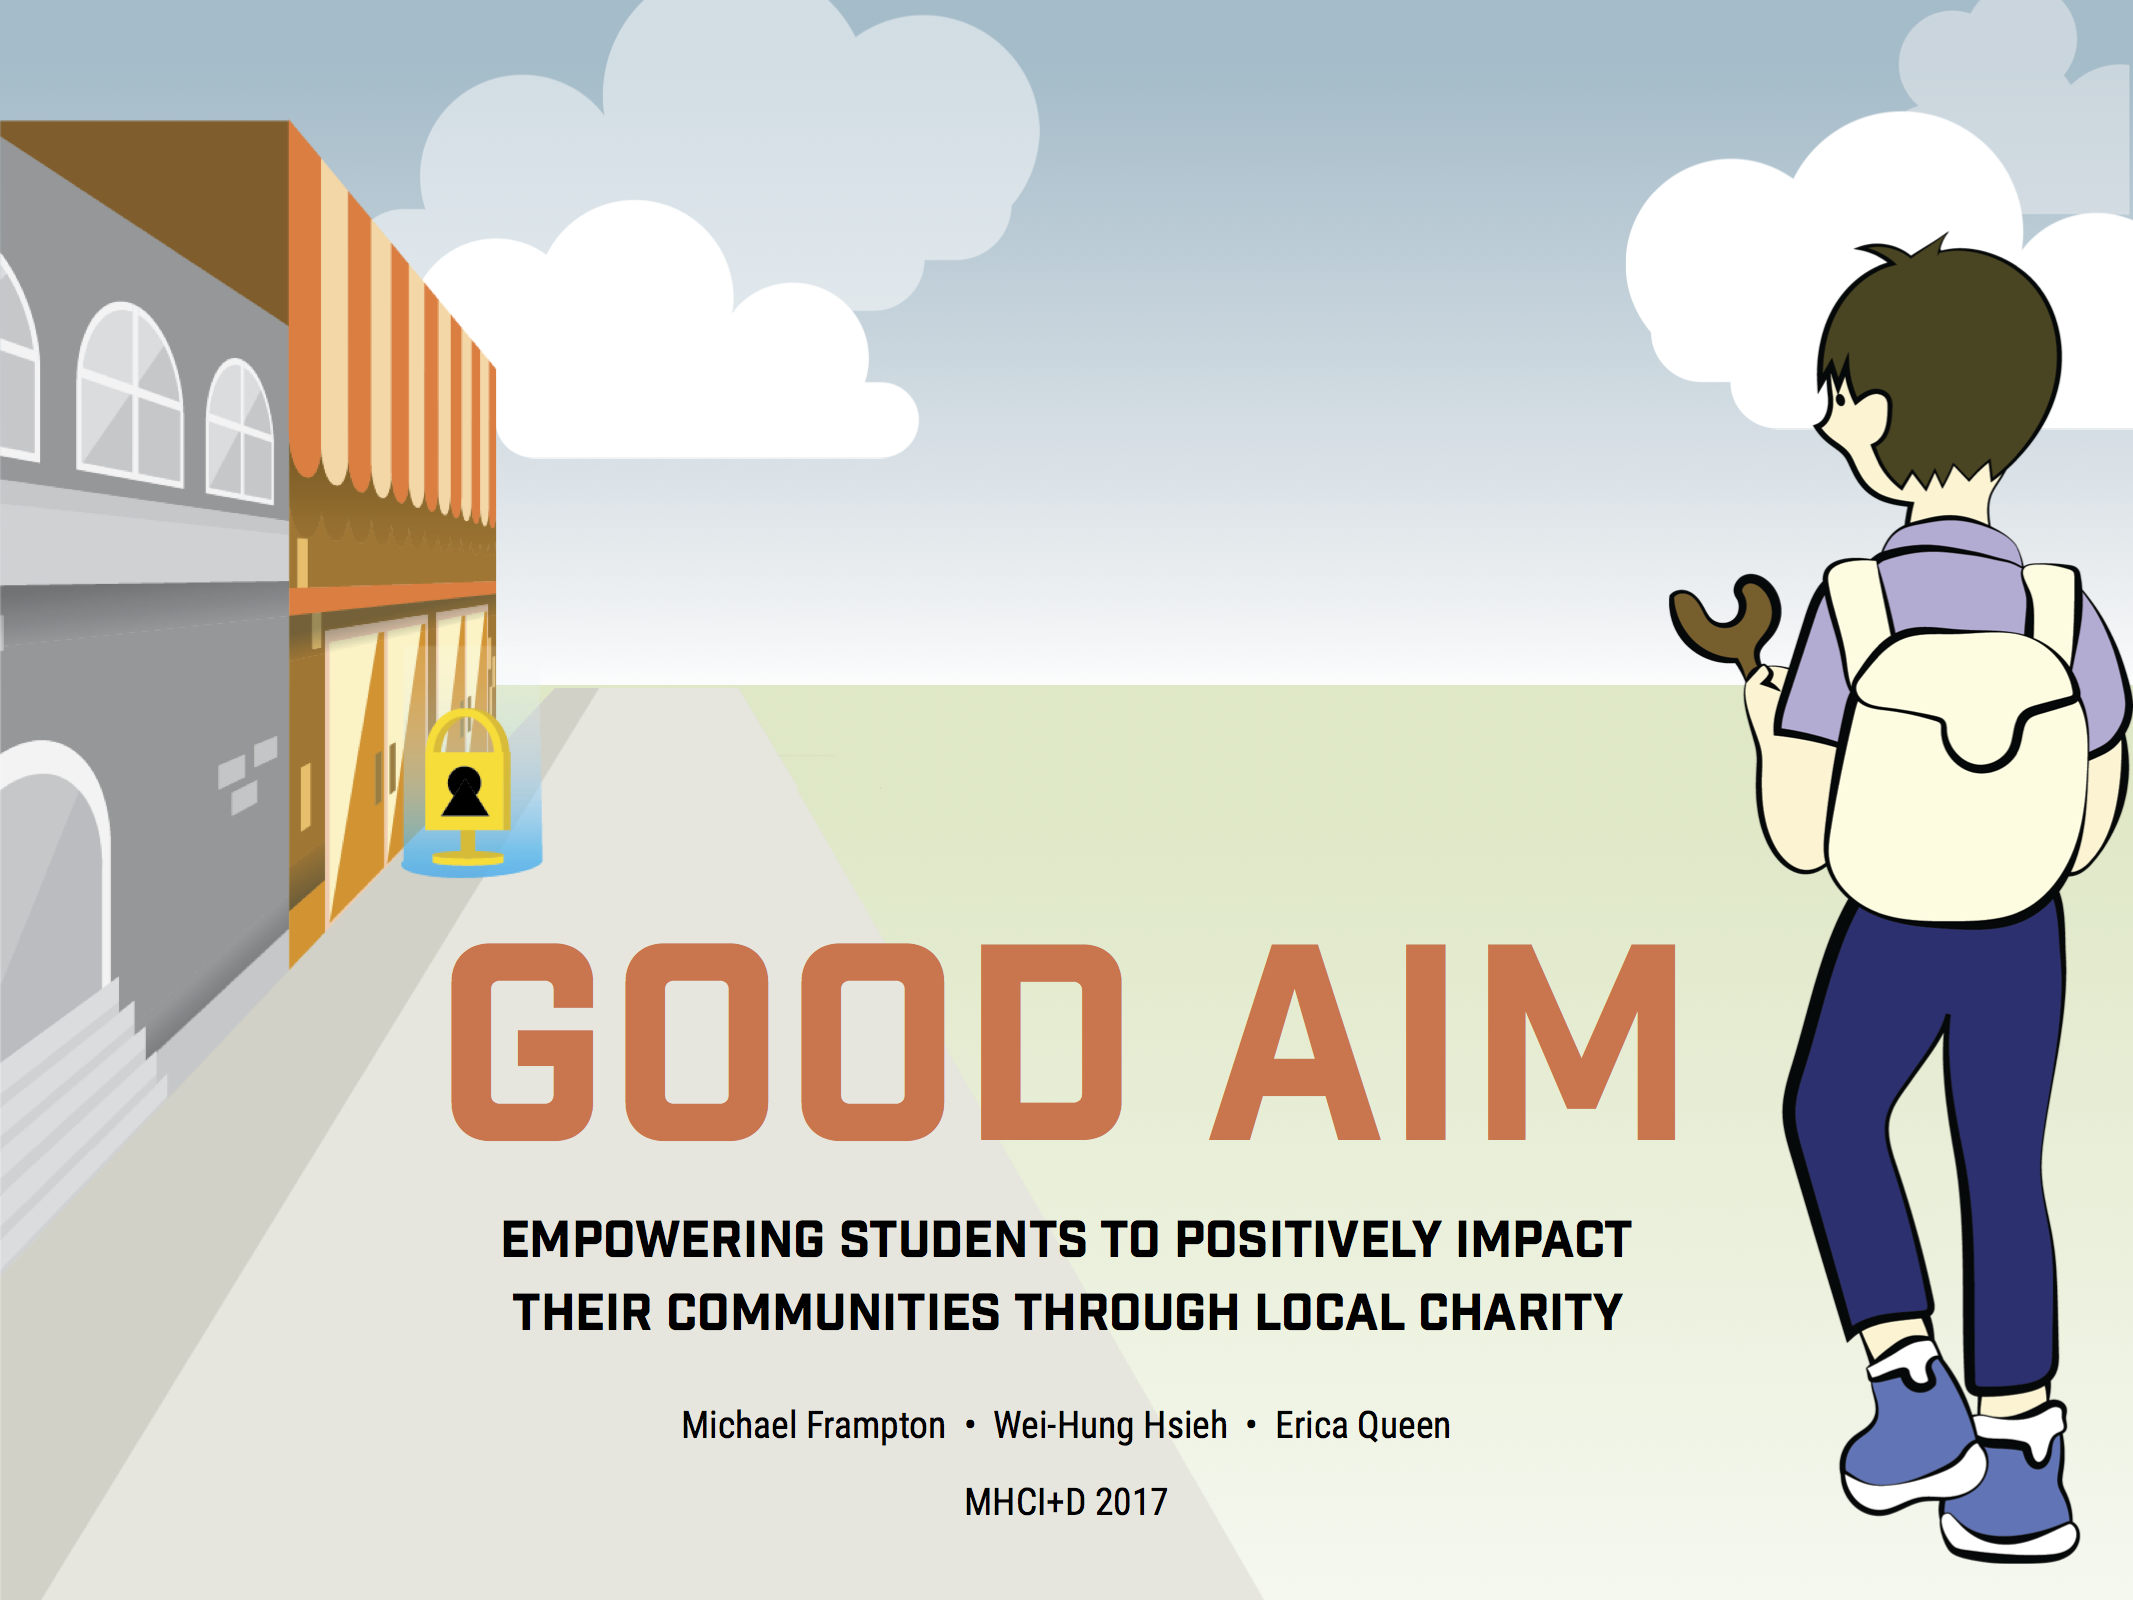 GOOD AIM
EMPOWERING STUDENTS TO POSITIVELY IMPACT
THEIR COMMUNITIES THROUGH LOCAL CHARITY
Michael Frampton • Wei-Hung Hsieh • Erica Queen
MHCI+D 2017